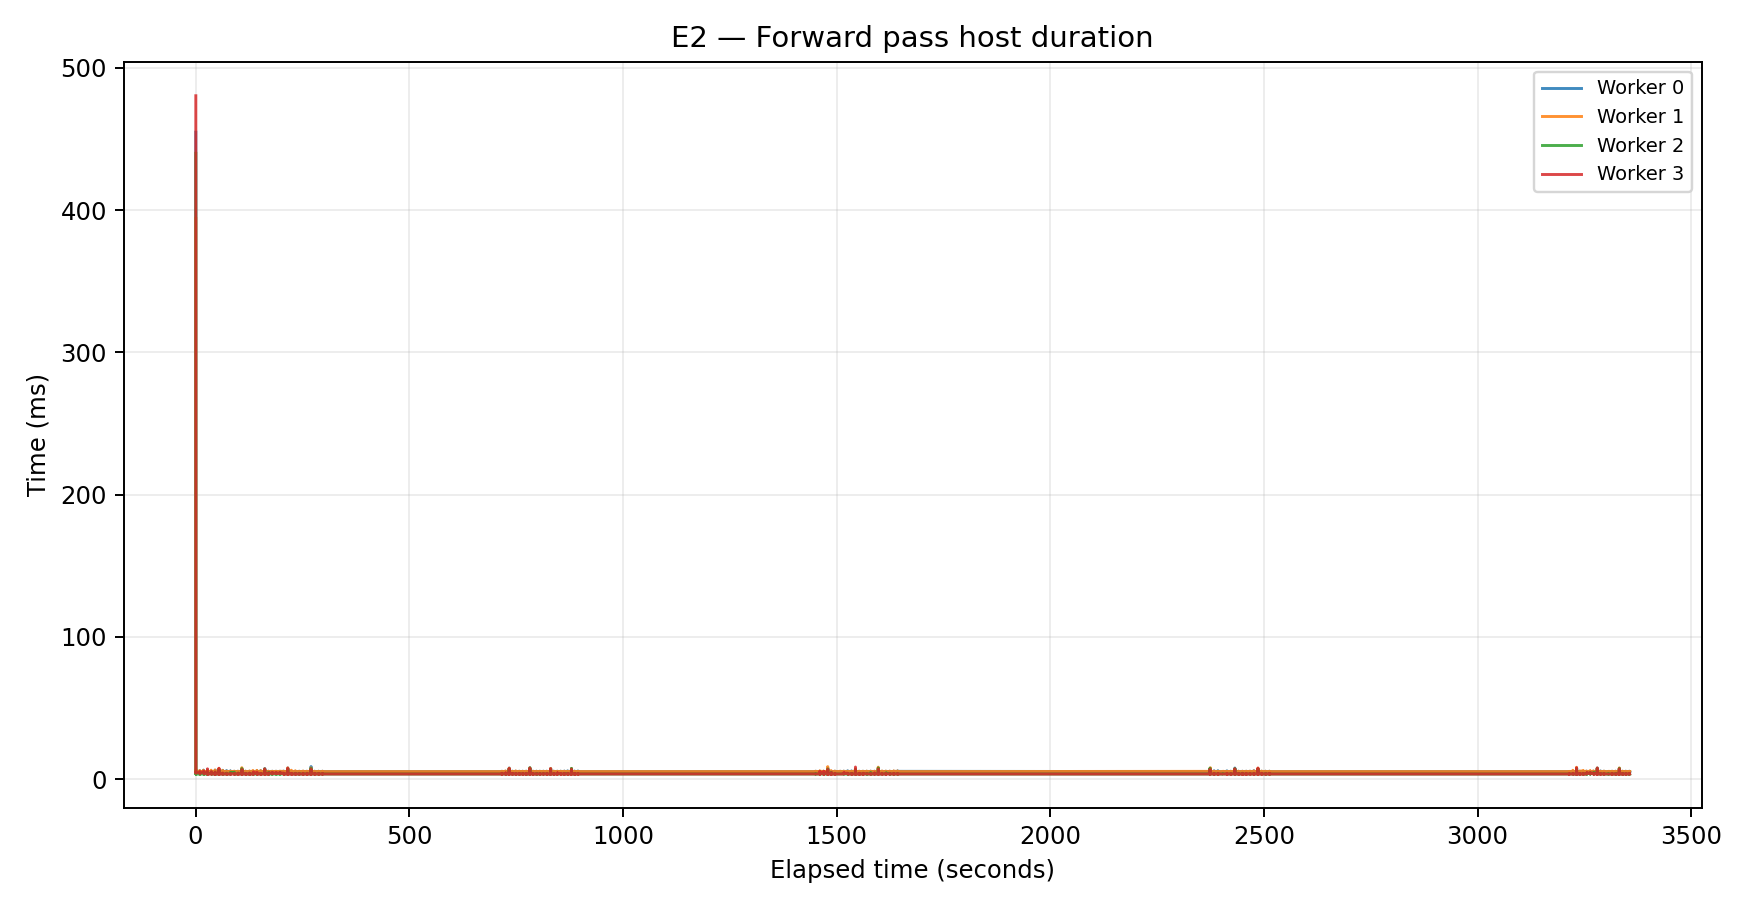 E2 — Forward pass host duration
500
400
300
200
100
0
Time (ms)
Worker 0
Worker 1
Worker 2
Worker 3
0 500 1000 1500 2000 2500 3000 3500
Elapsed time (seconds)